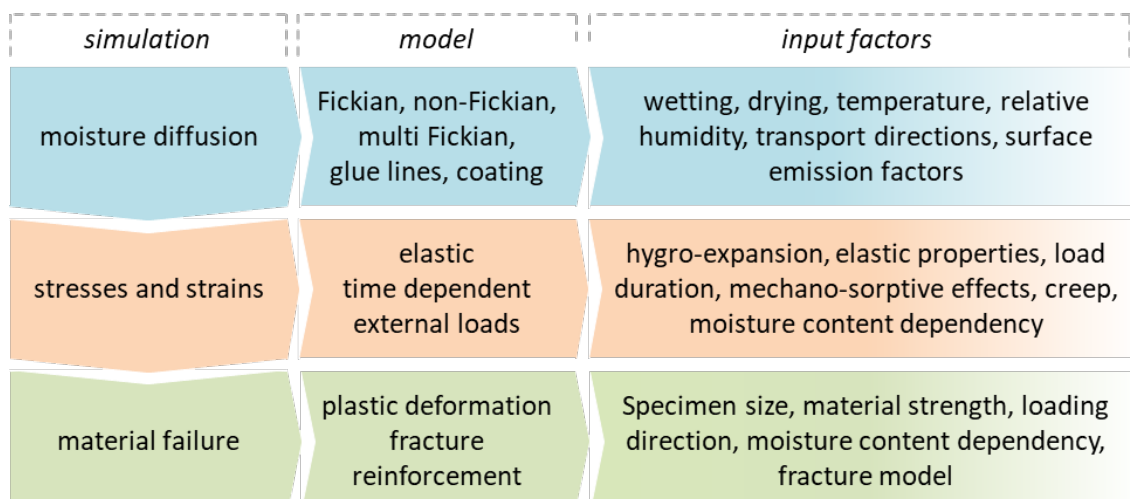 simulation
model
input factors
moisture diffusion
Fickian, non-Fickian,
multi Fickian,
glue lines, coating
wetting, drying, temperature, relative
humidity, transport directions, surface
emission factors
stresses and strains
elastic
time dependent
external loads
hygro-expansion, elastic properties, load
duration, mechano-sorptive effects, creep,
moisture content dependency
material failure
plastic deformation
fracture
reinforcement
Specimen size, material strength, loading
direction, moisture content dependency,
fracture model